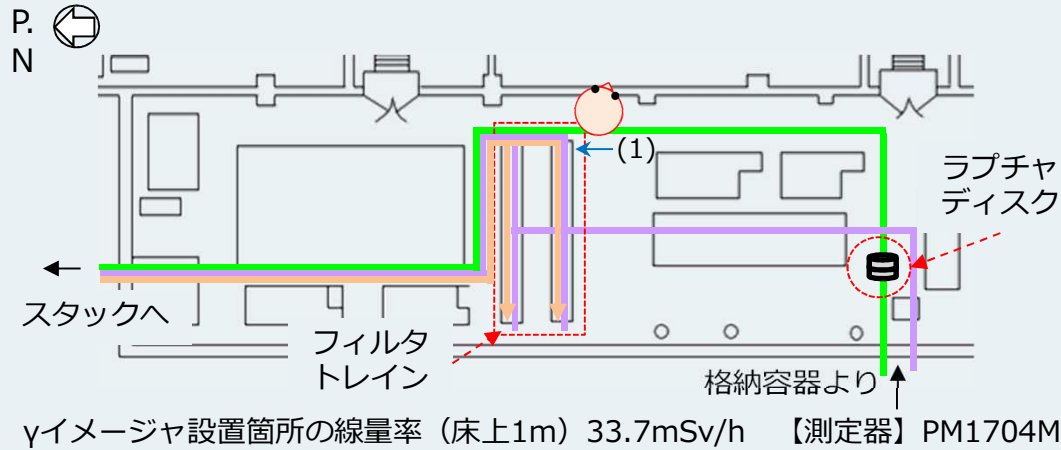 P.
N
(1)
ラプチャ
ディスク
スタックへ
フィルタ
トレイン
格納容器より
γイメージャ設置箇所の線量率（床上1m）33.7mSv/h 【測定器】PM1704M